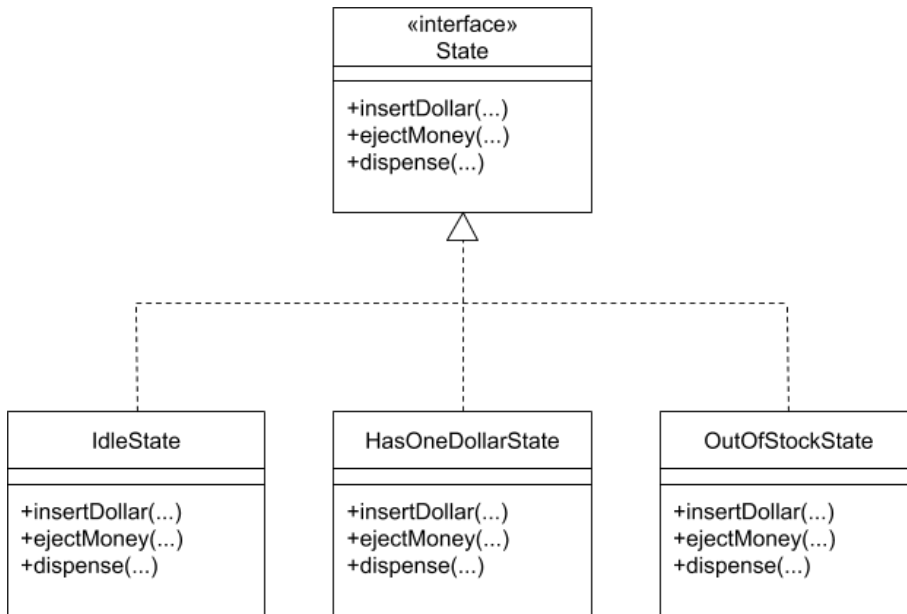 «interface»
State
+insertDollar(...)
+ejectMoney(...)
+dispense(...)
IdleState
+insertDollar(...)
+ejectMoney(...)
+dispense(...)
HasOneDollarState
+insertDollar(...)
+ejectMoney(...)
+dispense(...)
OutOfStockState
+insertDollar(...)
+ejectMoney(...)
+dispense(...)